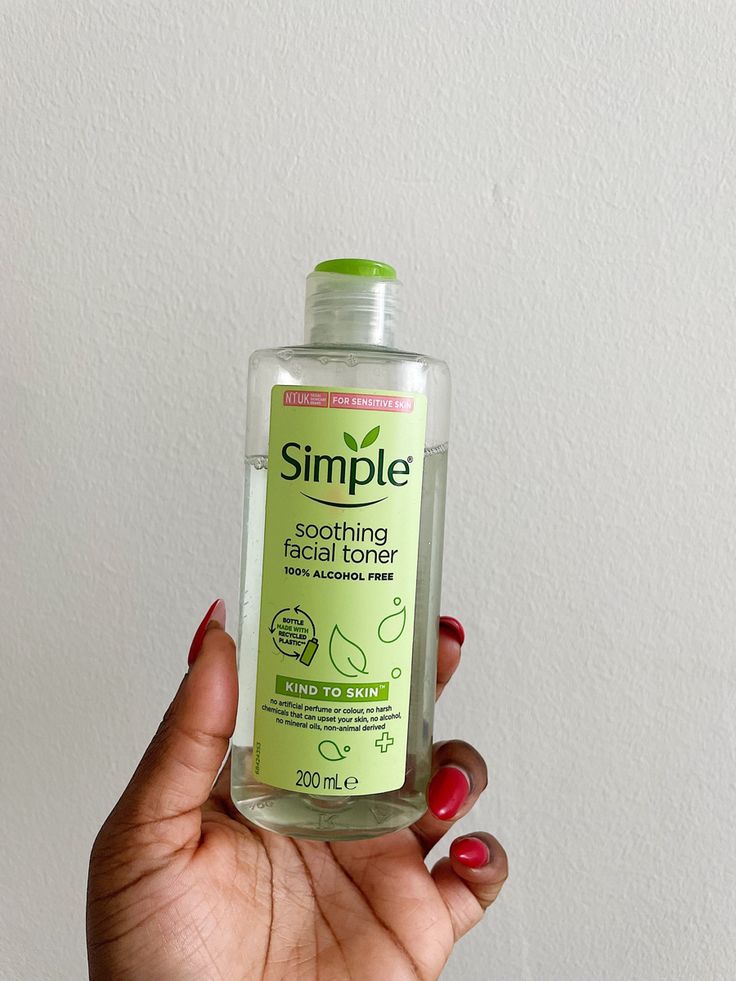 N1UK
FOR SENSITIVE SKIN
Simple®
soothing
facial toner
100% ALCOHOL FREE
BOTTLE
MADE WITH
RECYCLED
PLASTIC
KIND TO SKIN™
no artificial perfume or colour, no harsh
chemicals that can upset your skin, no alcohol,
no mineral oils, non-animal derived
200 mL e